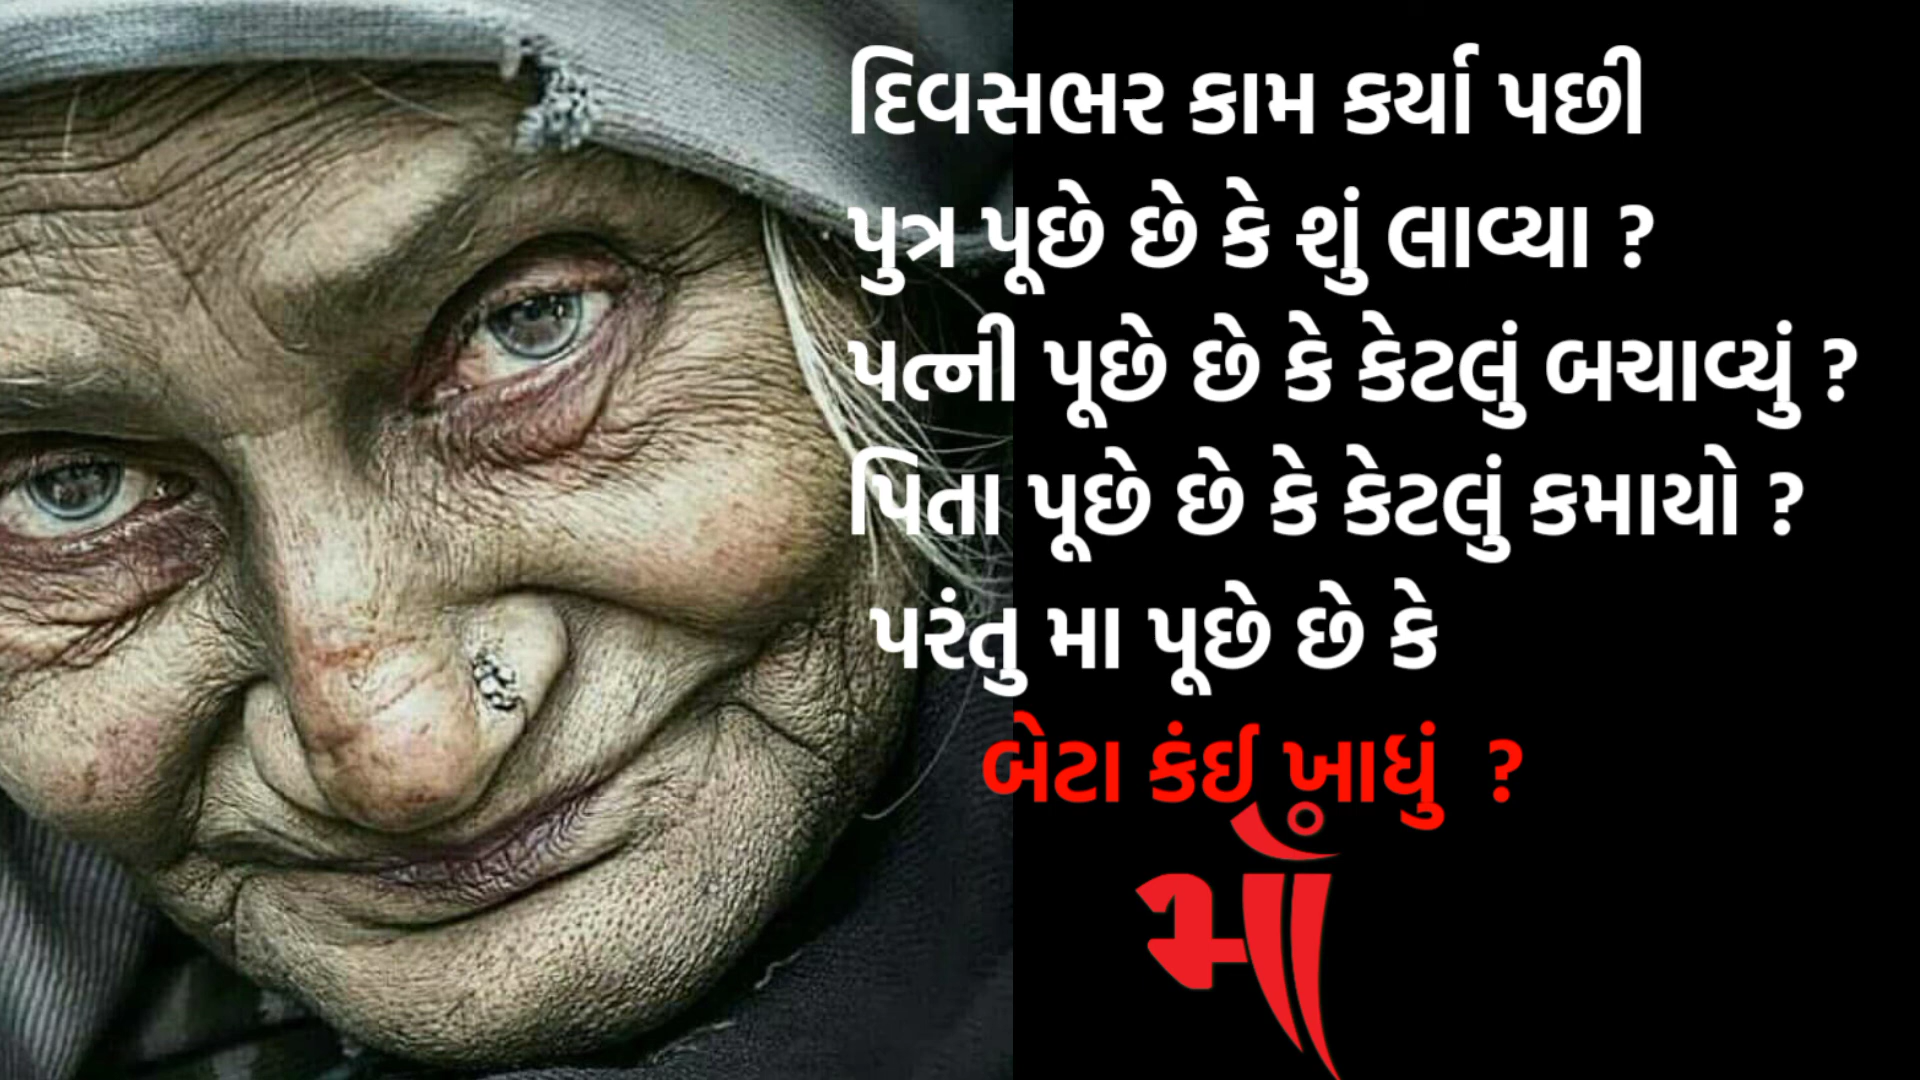 દિવસભર કામ કર્યા પછી
પુત્ર પૂછે છે કે શું લાવ્યા ?
પત્ની પૂછે છે કે કેટલું બચાવ્યું ?
પિતા પૂછે છે કે કેટલું કમાયો ?
પરંતુ મા પૂછે છે કે
બેટા કંઈ ખાધું ?
માઁ